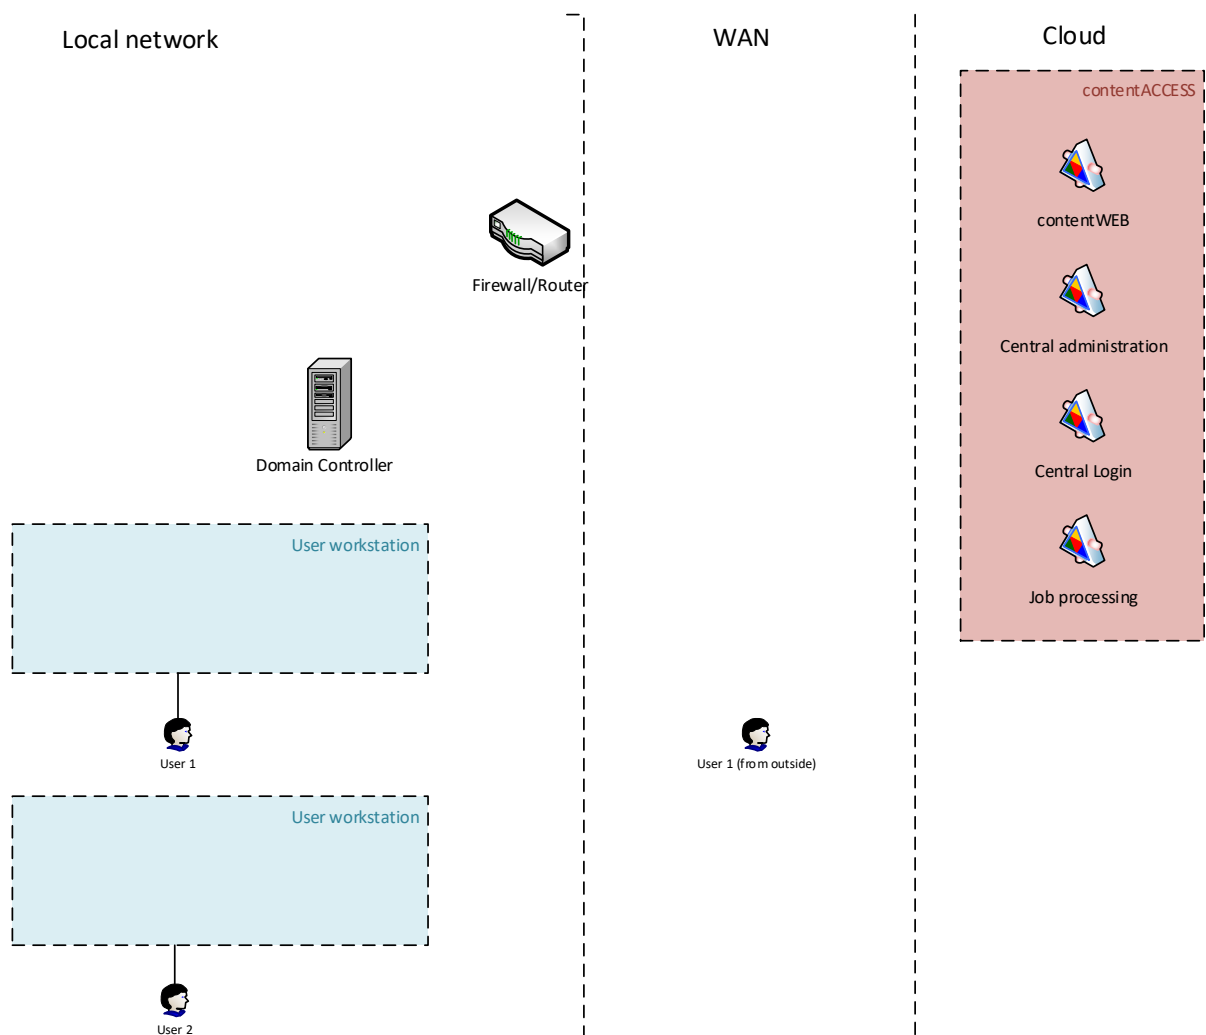 Local network
WAN
Cloud
contentACCESS
contentWEB
Firewall/Router
Central administration
Domain Controller
Central Login
User workstation
Job processing
User 1
User 1 (from outside)
User workstation
User 2